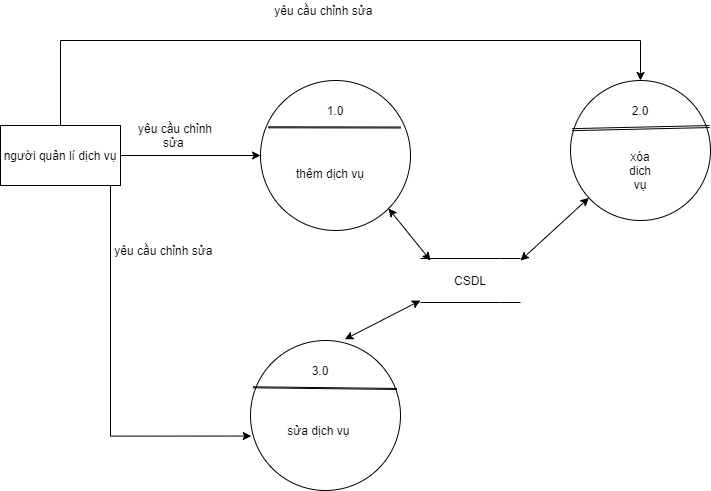 yêu cầu chỉnh sửa
1.0
2.0
yêu cầu chỉnh
sửa
người quản lí dịch vụ
thêm dịch vụ
xóa
dich
vụ
yêu cầu chỉnh sửa
CSDL
3.0
sửa dịch vụ